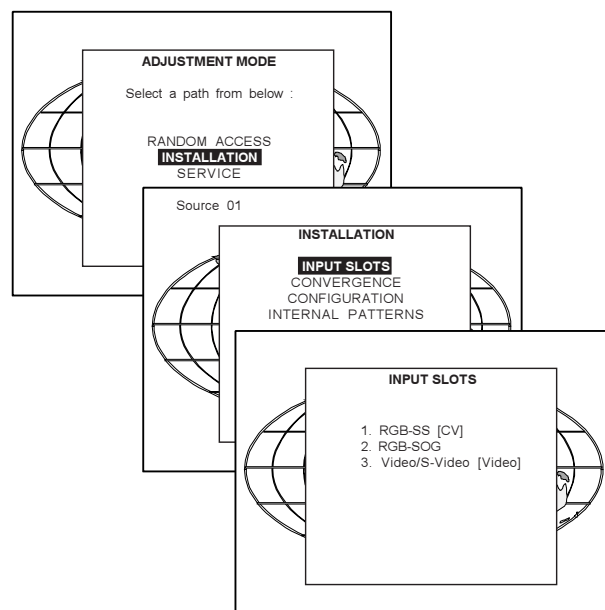 ADJUSTMENT MODE
Select a path from below :
RANDOM ACCESS
INSTALLATION
SERVICE
Source 01
INSTALLATION
INPUT SLOTS
CONVERGENCE
CONFIGURATION
INTERNAL PATTERNS
INPUT SLOTS
1. RGB-SS [CV]
2. RGB-SOG
3. Video/S-Video [Video]